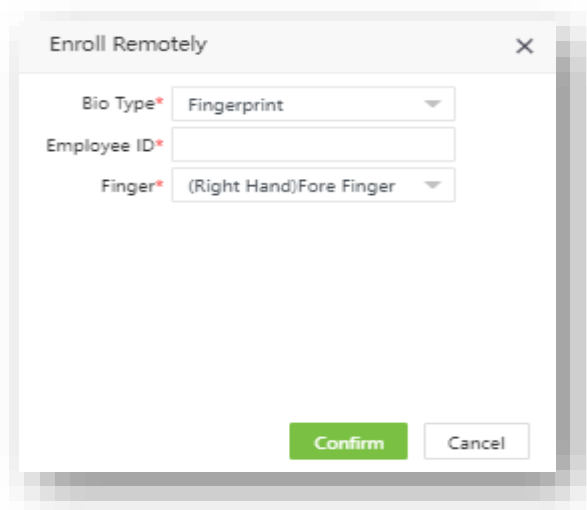 Enroll Remotely
Bio Type* Fingerprint
Employee ID*
Finger* (Right Hand)Fore Finger
Confirm Cancel